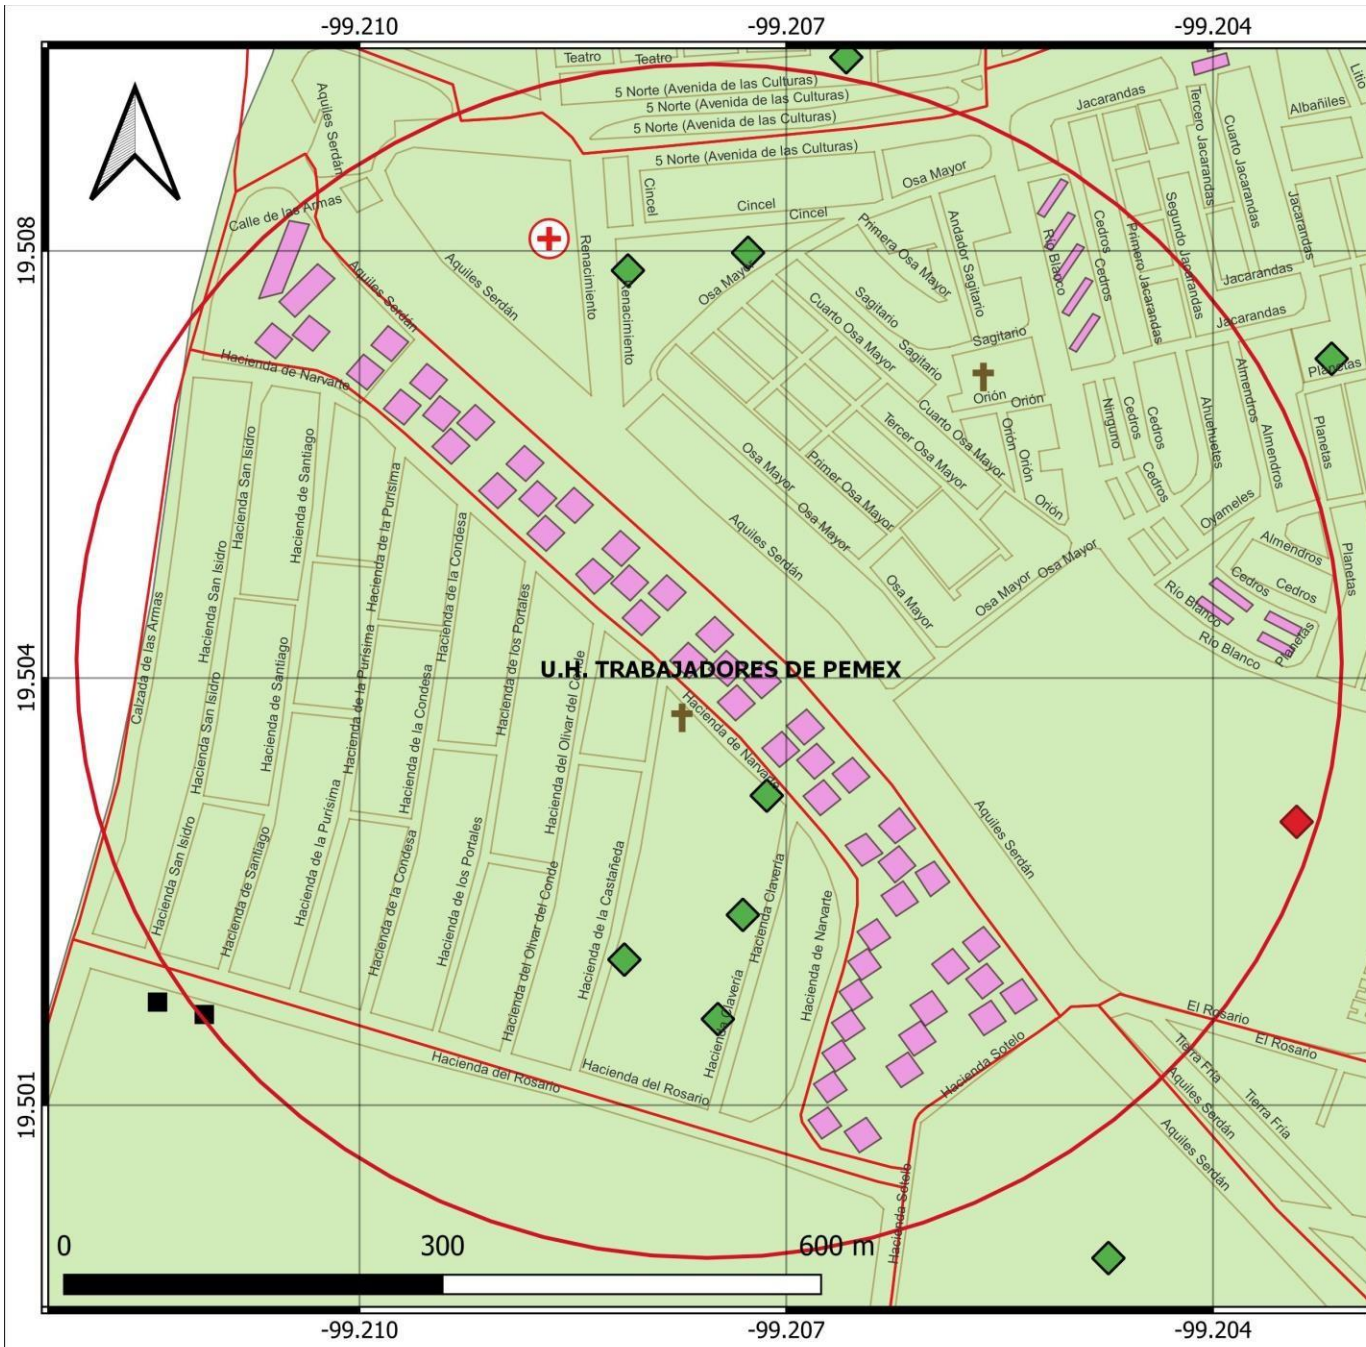 -99.210
-99.207
-99.204
Teatro
Teatro
5 Norte (Avenida de las Culturas)
5 Norte (Avenida de las Culturas)
5 Norte (Avenida de las Culturas)
5 Norte (Avenida de las Culturas)
Aquiles Serdán
Jacarandas
Tercero Jacarandas
Cuarto Jacarandas
Albañiles
Litio
Calle de las Armas
Cincel
Cincel
Cincel
Osa Mayor
Primera Osa Mayor
Andador Sagitario
Río Blanco
Cedros
Cedros
Primero Jacarandas
Segundo Jacarandas
Jacarandas
Jacarandas
Jacarandas
19.508
Aquiles Serdán
Aquiles Serdán
Renacimiento
Renacimiento
Osa Mayor
Sagitario
Sagitario
Sagitario
Cuarto Osa Mayor
Hacienda de Narvarte
Orión
Orión
Orión
Orión
Orión
Cuarto Osa Mayor
Tercer Osa Mayor
Primer Osa Mayor
Osa Mayor
Osa Mayor
Ninguno
Cedros
Cedros
Cedros
Ahuehuetes
Almendros
Almendros
Planetas
Planetas
Planetas
Oyameles
Almendros
Cedros
Cedros
Río Blanco
Río Blanco
Planetas
Aquiles Serdán
Osa Mayor
Osa Mayor
Osa Mayor
Hacienda San Isidro
Hacienda de Santiago
Hacienda de la Purísima
Hacienda de la Condesa
Hacienda San Isidro
Hacienda de los Portales
Calzada de las Armas
Hacienda de Santiago
Hacienda de la Purísima
Hacienda de la Condesa
Hacienda del Olivar del Conde
19.504
U.H. TRABAJADORES DE PEMEX
Hacienda San Isidro
Hacienda de Narvarte
Hacienda San Isidro
Hacienda de Santiago
Hacienda de la Purísima
Hacienda de la Condesa
Hacienda de los Portales
Hacienda del Olivar del Conde
Hacienda de la Castañeda
Hacienda Clavería
Hacienda Clavería
Hacienda de Narvarte
Aquiles Serdán
El Rosario
El Rosario
Hacienda Sotelo
Hacienda del Rosario
Hacienda del Rosario
Tierra Fría
Tierra Fría
Aquiles Serdán
Aquiles Serdán
19.501
Hacienda Sotelo
0
300
600 m
-99.210
-99.207
-99.204